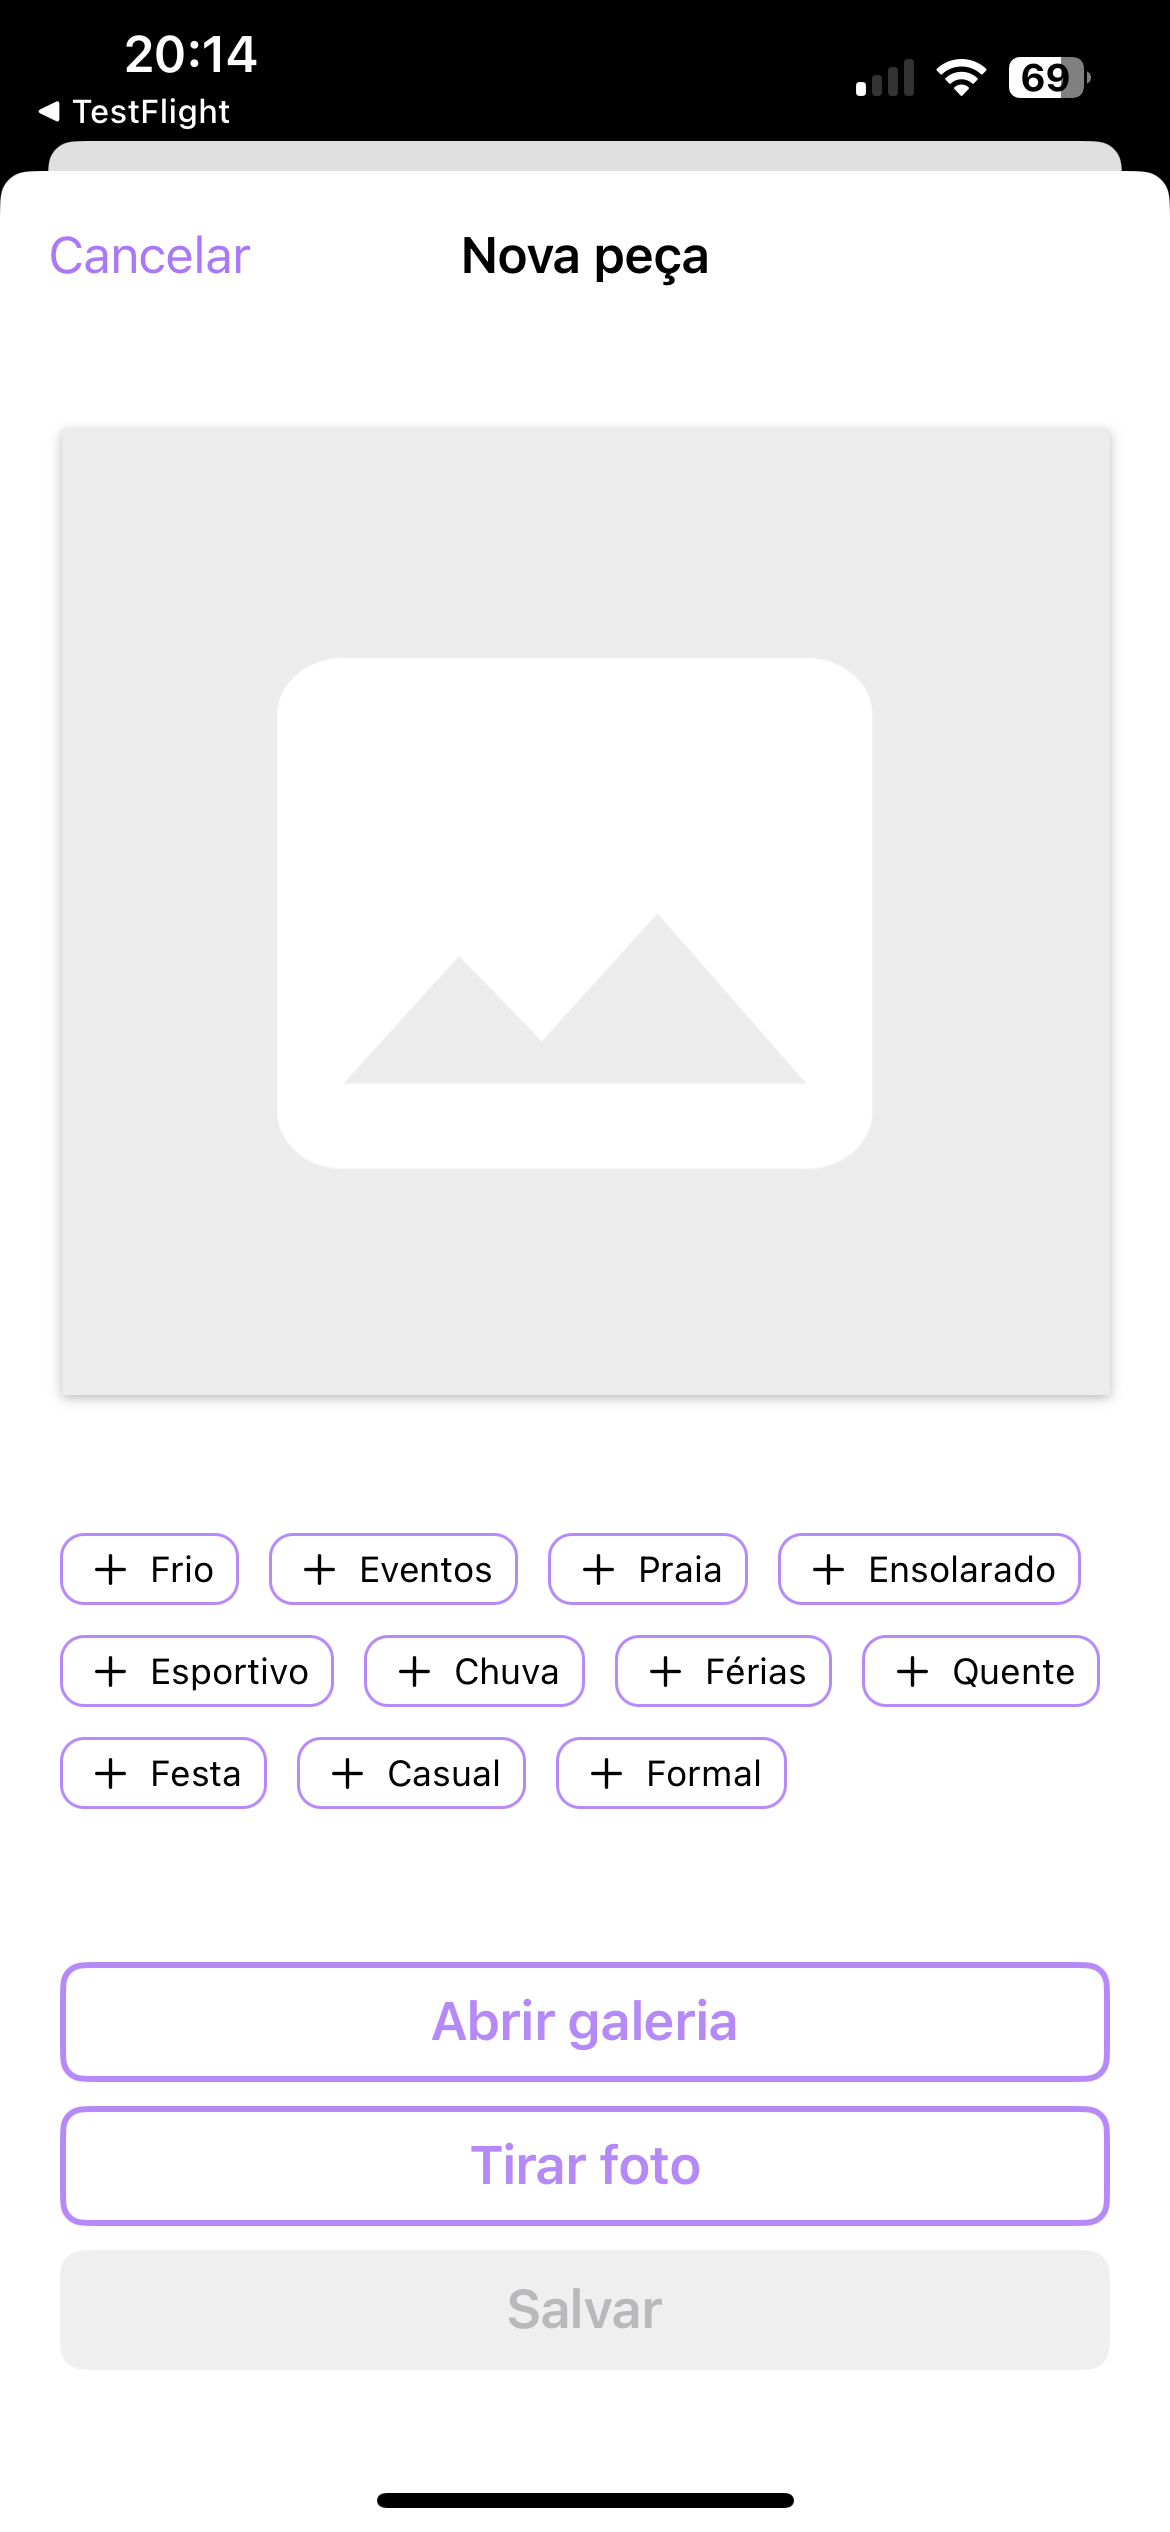 20:14
69
◀ TestFlight
Cancelar
Nova peça
+ Frio
+ Eventos
+ Praia
+ Ensolarado
+ Esportivo
+ Chuva
+ Férias
+ Quente
+ Festa
+ Casual
+ Formal
Abrir galeria
Tirar foto
Salvar